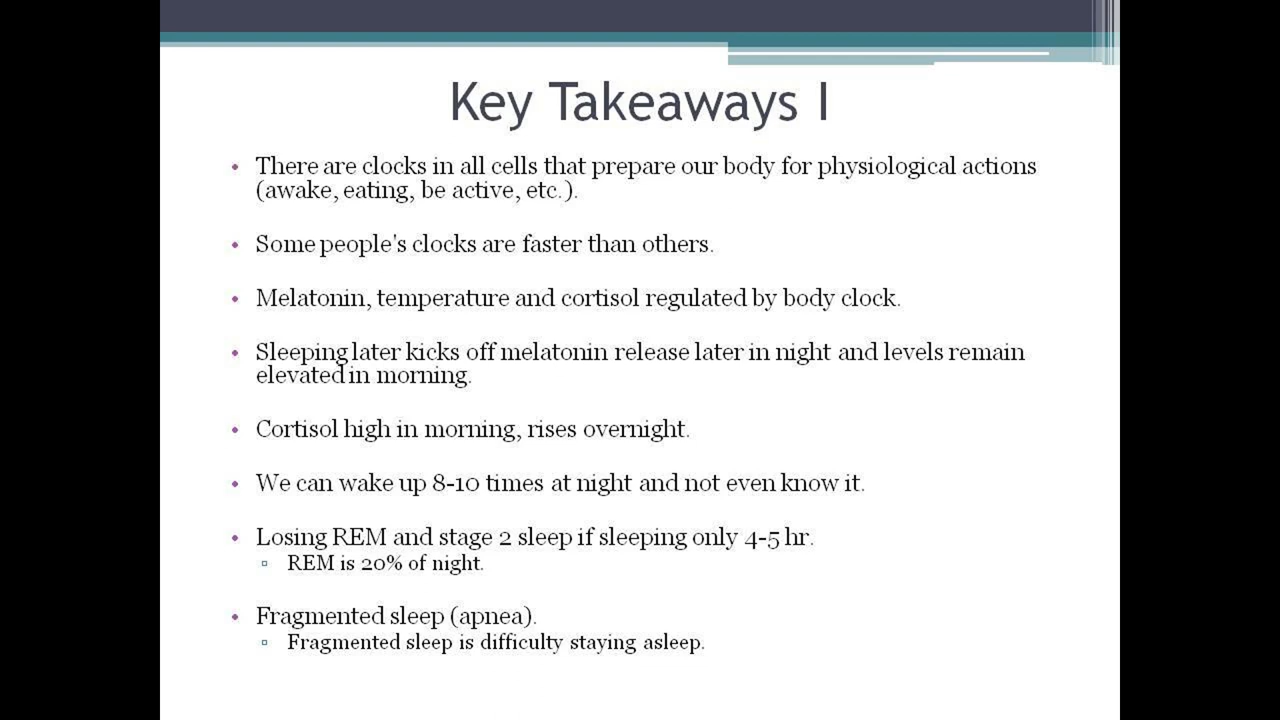 Key Takeaways I
• There are clocks in all cells that prepare our body for physiological actions
(awake, eating, be active, etc.).
• Some people's clocks are faster than others.
• Melatonin, temperature and cortisol regulated by body clock.
• Sleeping later kicks off melatonin release later in night and levels remain
elevated in morning.
• Cortisol high in morning, rises overnight.
• We can wake up 8-10 times at night and not even know it.
• Losing REM and stage 2 sleep if sleeping only 4-5 hr.
▫ REM is 20% of night.
• Fragmented sleep (apnea).
▫ Fragmented sleep is difficulty staying asleep.